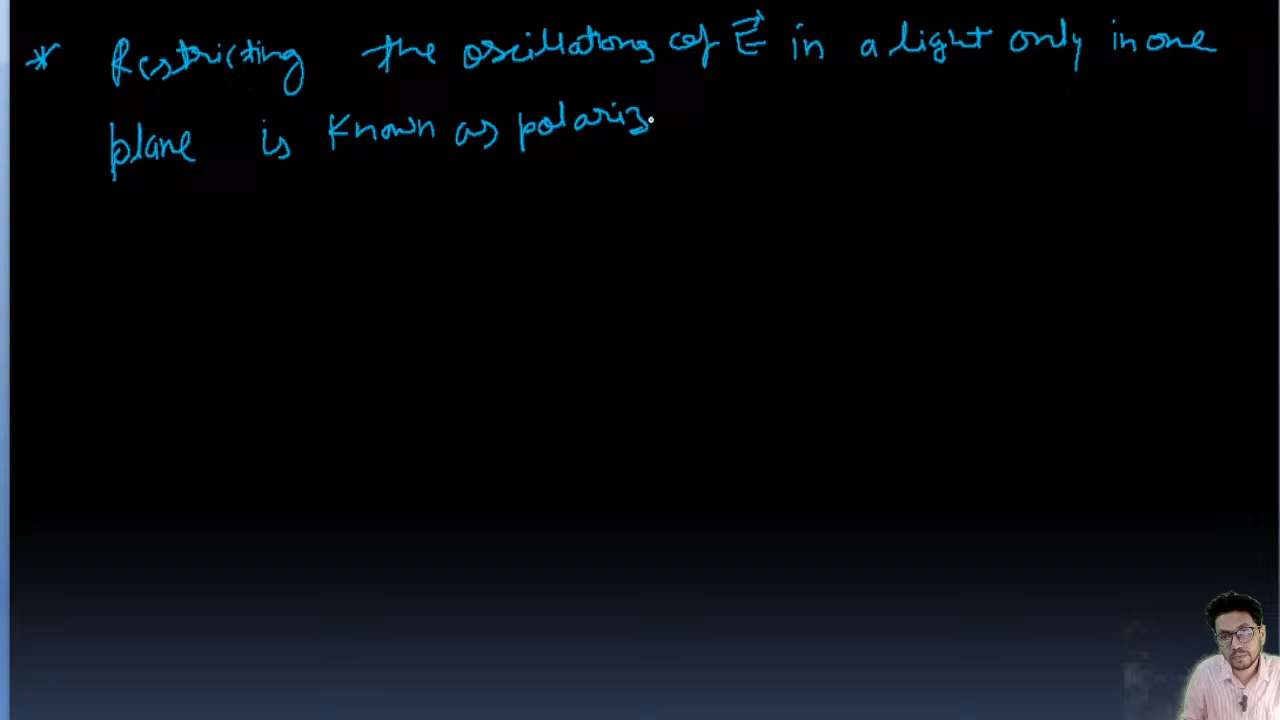 * Restricting the oscillations of E⃗ in a light only in one
plane is known as polariz